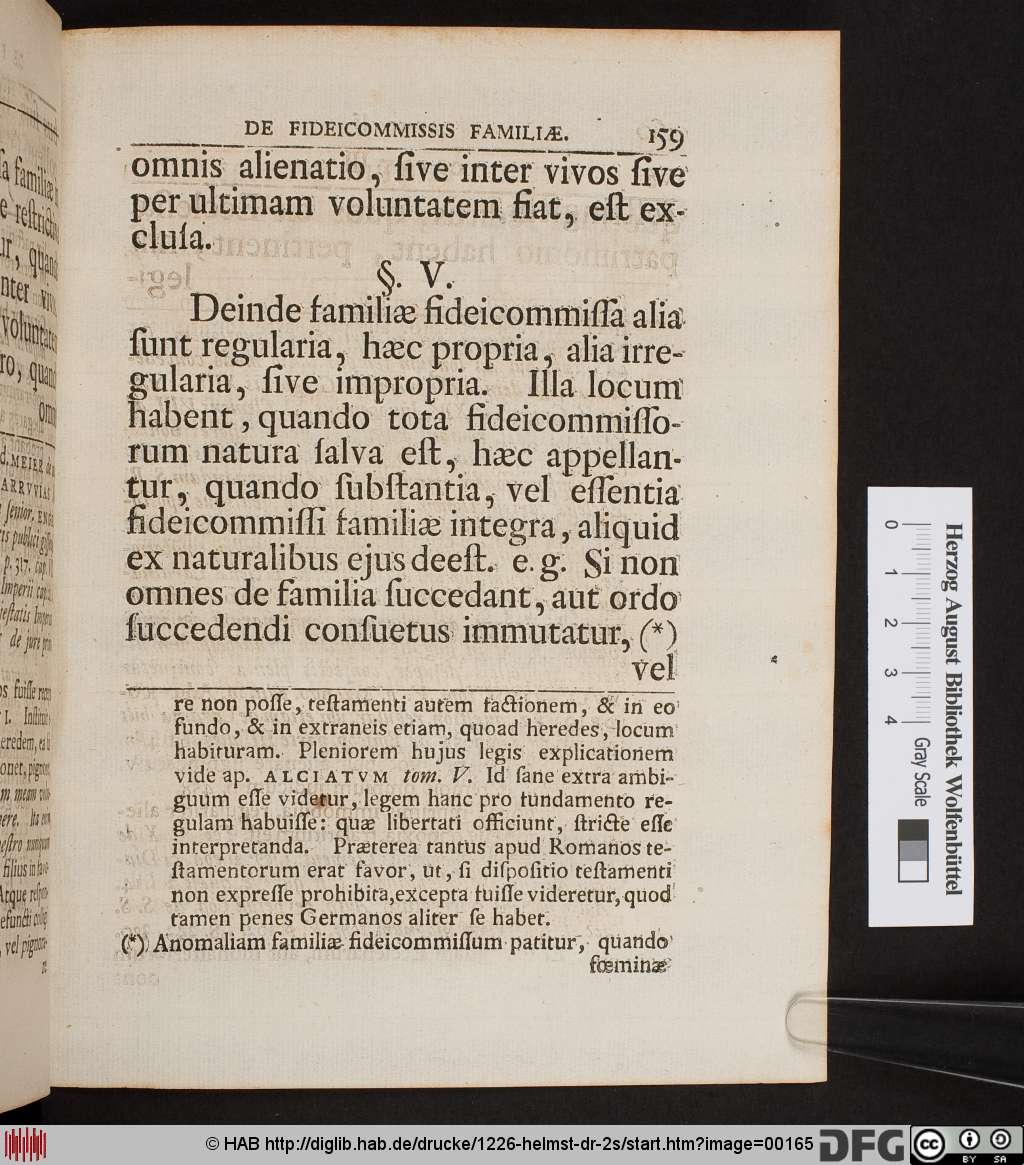 DE FIDEICOMMISSIS FAMILIÆ. 159
omnis alienatio, ſive inter vivos ſive
per ultimam voluntatem fiat, eſt ex-
cluſa.
§. V.
Deinde familiæ fideicommiſſa alia
ſunt regularia, hæc propria, alia irre-
gularia, ſive impropria. Illa locum
habent, quando tota fideicommiſſo-
rum natura ſalva eſt, hæc appellan-
tur, quando ſubſtantia, vel eſſentia
fideicommiſſi familiæ integra, aliquid
ex naturalibus ejus deeſt. e. g. Si non
omnes de familia ſuccedant, aut ordo
ſuccedendi conſuetus immutatur, (*)
vel
re non poſſe, teſtamenti autem factionem, & in eo
fundo, & in extraneis etiam, quoad heredes, locum
habituram. Pleniorem hujus legis explicationem
vide ap. ALCIATVM tom. V. Id ſane extra ambi-
guum eſſe videtur, legem hanc pro fundamento re-
gulam habuiſſe: quæ libertati officiunt, ſtricte eſſe
interpretanda. Præterea tantus apud Romanos te-
ſtamentorum erat favor, ut, ſi diſpoſitio teſtamenti
non expreſſe prohibita, excepta fuiſſe videretur, quod
tamen penes Germanos aliter ſe habet.
(*) Anomaliam familiæ fideicommiſſum patitur, quando
fœminæ
Herzog August Bibliothek Wolfenbüttel
0 1 2 3 4 Gray Scale
© HAB http://diglib.hab.de/drucke/1226-helmst-dr-2s/start.htm?image=00165
DFG
cc BY SA